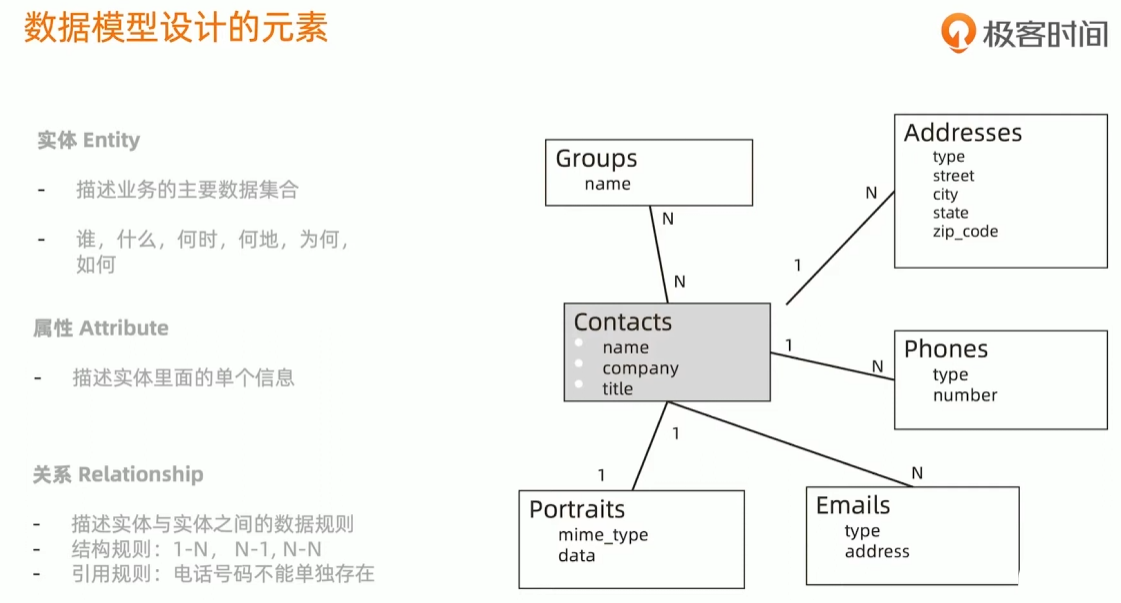 数据模型设计的元素
极客时间
实体 Entity
- 描述业务的主要数据集合
- 谁，什么，何时，何地，为何，
如何
属性 Attribute
- 描述实体里面的单个信息
关系 Relationship
- 描述实体与实体之间的数据规则
- 结构规则：1-N， N-1, N-N
- 引用规则：电话号码不能单独存在
Groups
name
N
N
Contacts
name
company
title
Addresses
type
street
city
state
zip_code
N
1
1
N
Phones
type
number
1
1
N
Portraits
mime_type
data
Emails
type
address